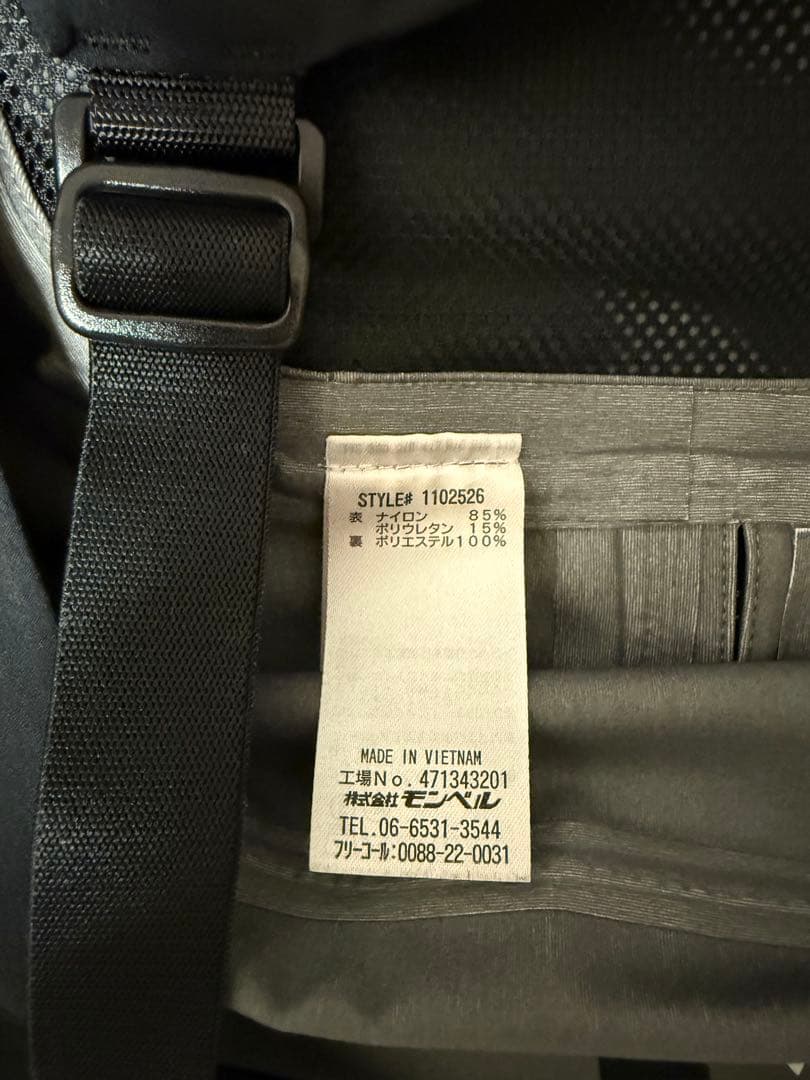 STYLE# 1102526
表 ナイロン 85%
ポリウレタン 15%
裏 ポリエステル100%
MADE IN VIETNAM
工場No.471343201
株式会社モンベル
TEL.06-6531-3544
フリーコール:0088-22-0031